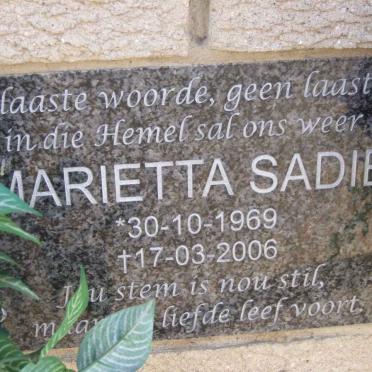 laaste woorde, geen laast
in die Hemel sal ons weer
MARIETTA SADIE
*30-10-1969
†17-03-2006
Jou stem is nou stil,
liefde leef voort.